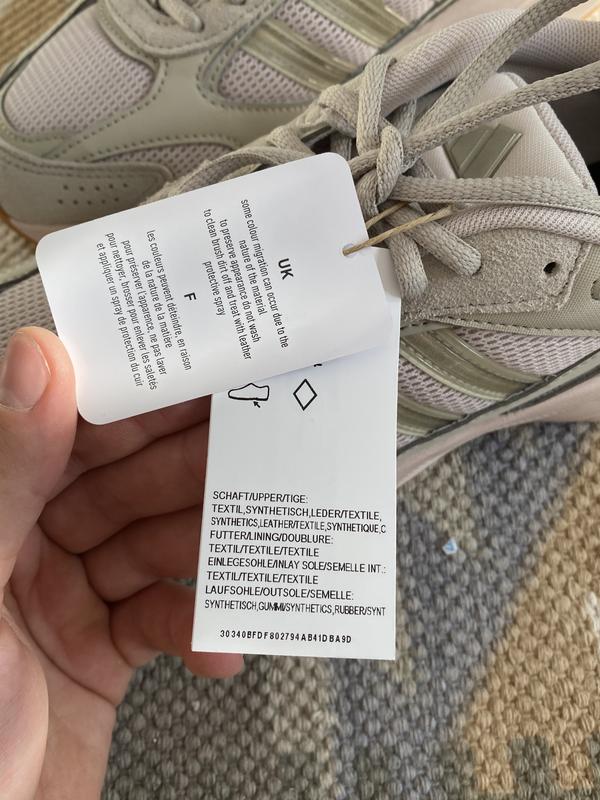 UK
some colour migration can occur due to the
nature of the material
to preserve appearance do not wash
to clean brush dirt off and treat with leather
protective spray
F
les couleurs peuvent déteindre, en raison
de la nature de la matière
pour préserver l'apparence, ne pas laver
pour nettoyer, brosser pour enlever les saletés
et appliquer un spray de protection du cuir
SCHAFT/UPPER/TIGE:
TEXTIL,SYNTHETISCH,LEDER/TEXTILE,
SYNTHETICS,LEATHER/TEXTILE,SYNTHETIQUE,C
FUTTER/LINING/DOUBLURE:
TEXTIL/TEXTILE/TEXTILE
EINLEGESOHLE/INLAY SOLE/SEMELLE INT.:
TEXTIL/TEXTILE/TEXTILE
LAUFSOHLE/OUTSOLE/SEMELLE:
SYNTHETISCH,GUMMI/SYNTHETICS,RUBBER/SYNT
30340BFDF802794AB41DBA9D